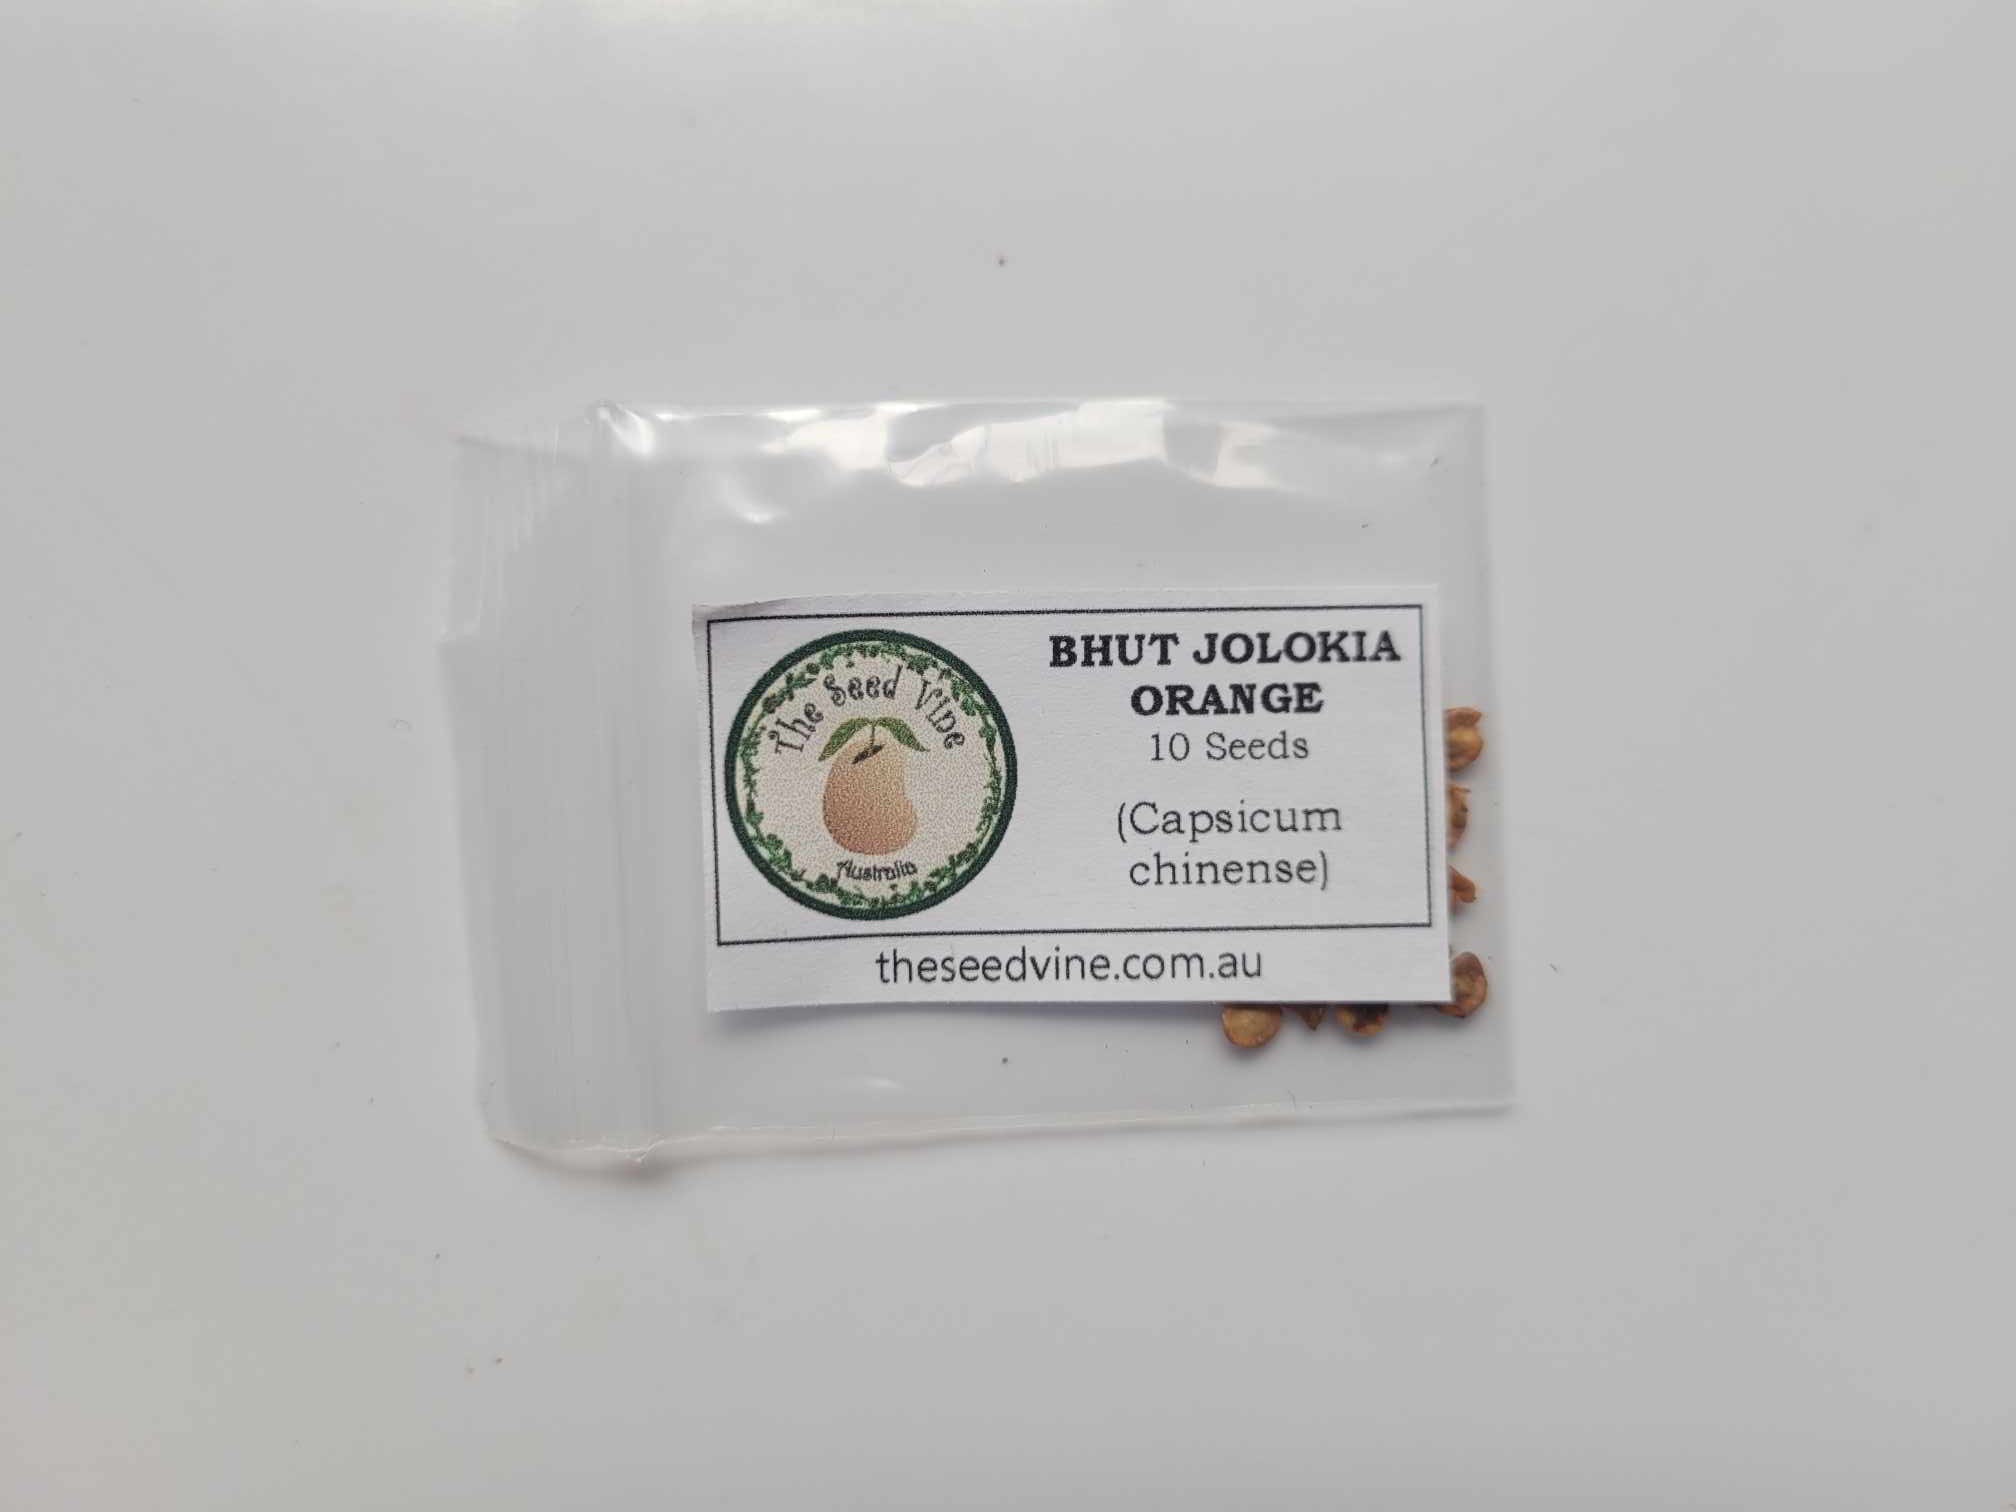 The Seed Vine
Australia
BHUT JOLOKIA
ORANGE
10 Seeds
(Capsicum
chinense)
theseedvine.com.au